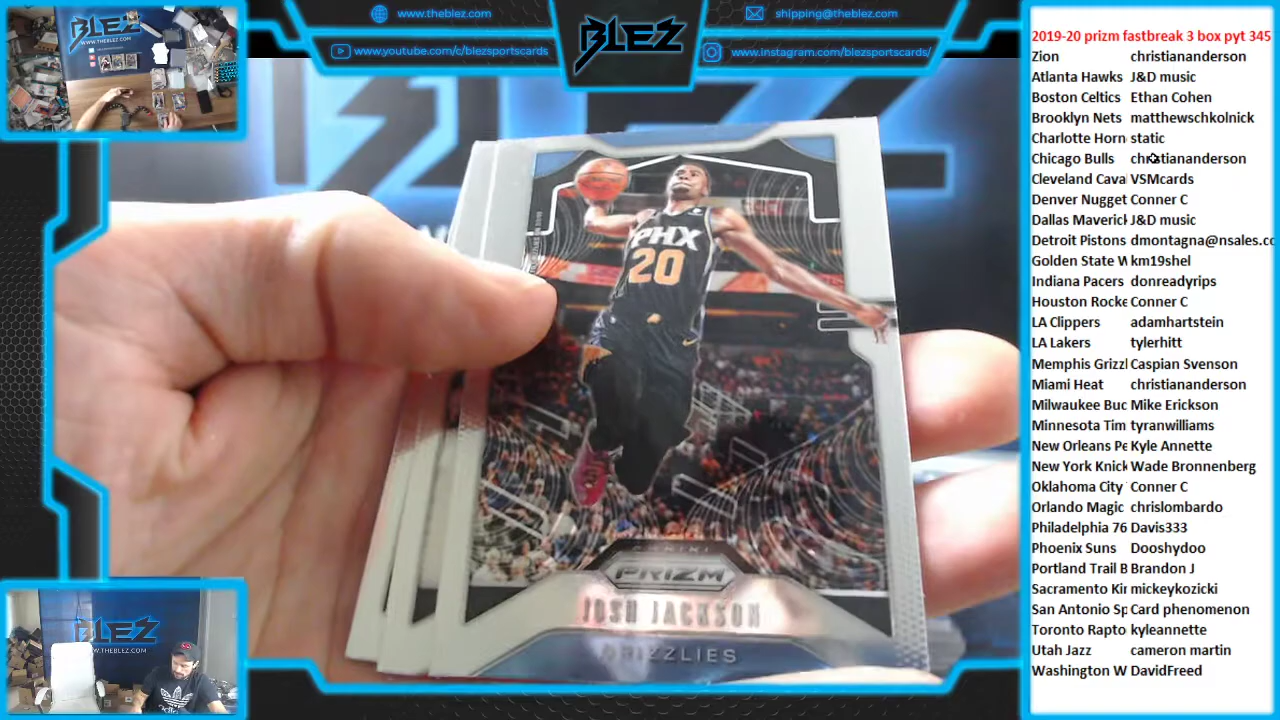 www.theblez.com
shipping@theblez.com
www.youtube.com/c/blezsportscards
www.instagram.com/blezsportscards/
BLEZ
BLEZ
WWW.THEBLEZ.COM
PHX
20
PANINI
PRIZM
JOSH JACKSON
GRIZZLIES
BLEZ
WWW.THEBLEZ.COM
adidas
2019-20 prizm fastbreak 3 box pyt 345
Zion christiananderson
Atlanta Hawks J&D music
Boston Celtics Ethan Cohen
Brooklyn Nets matthewschkolnick
Charlotte Horn static
Chicago Bulls christiananderson
Cleveland Cava VSMcards
Denver Nugget Conner C
Dallas Maverick J&D music
Detroit Pistons dmontagna@nsales.co
Golden State W km19shel
Indiana Pacers donreadyrips
Houston Rocke Conner C
LA Clippers adamhartstein
LA Lakers tylerhitt
Memphis Grizzl Caspian Svenson
Miami Heat christiananderson
Milwaukee Buc Mike Erickson
Minnesota Tim tyranwilliams
New Orleans Pe Kyle Annette
New York Knick Wade Bronnenberg
Oklahoma City Conner C
Orlando Magic chrislombardo
Philadelphia 76 Davis333
Phoenix Suns Dooshydoo
Portland Trail B Brandon J
Sacramento Kin mickeykozicki
San Antonio Sp Card phenomenon
Toronto Rapto kyleannette
Utah Jazz cameron martin
Washington W DavidFreed